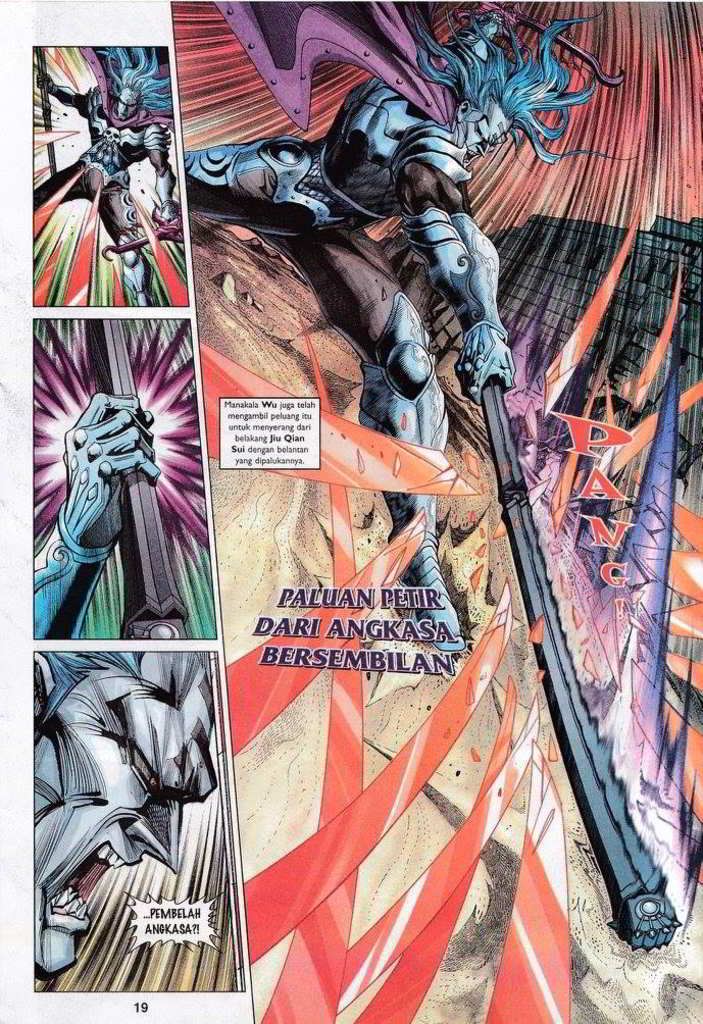 Manakala Wu juga telah
mengambil peluang itu
untuk menyerang dari
belakang Jiu Qian
Sui dengan belantan
yang dipalukannya.
PANG!
PALUAN PETIR
DARI ANGKASA
BERSEMBILAN
...PEMBELAH
ANGKASA?!
19